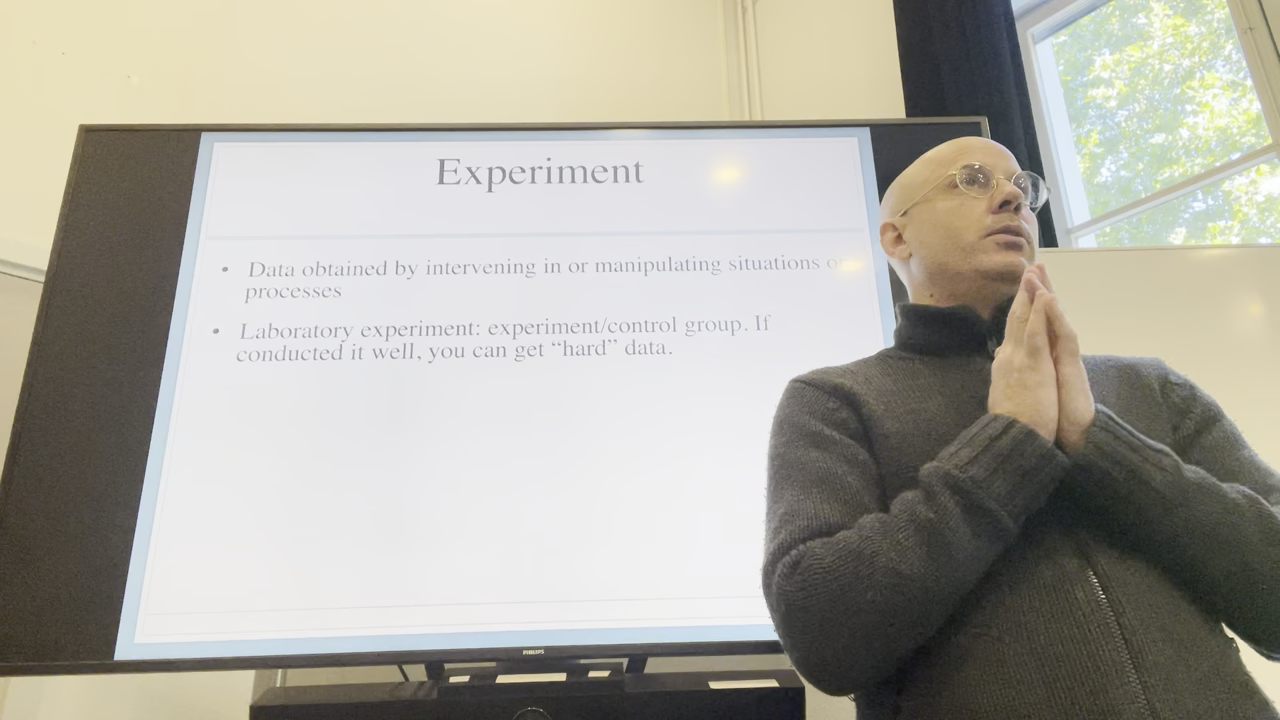 Experiment
• Data obtained by intervening in or manipulating situations or
processes
• Laboratory experiment: experiment/control group. If
conducted it well, you can get “hard” data.
PHILIPS